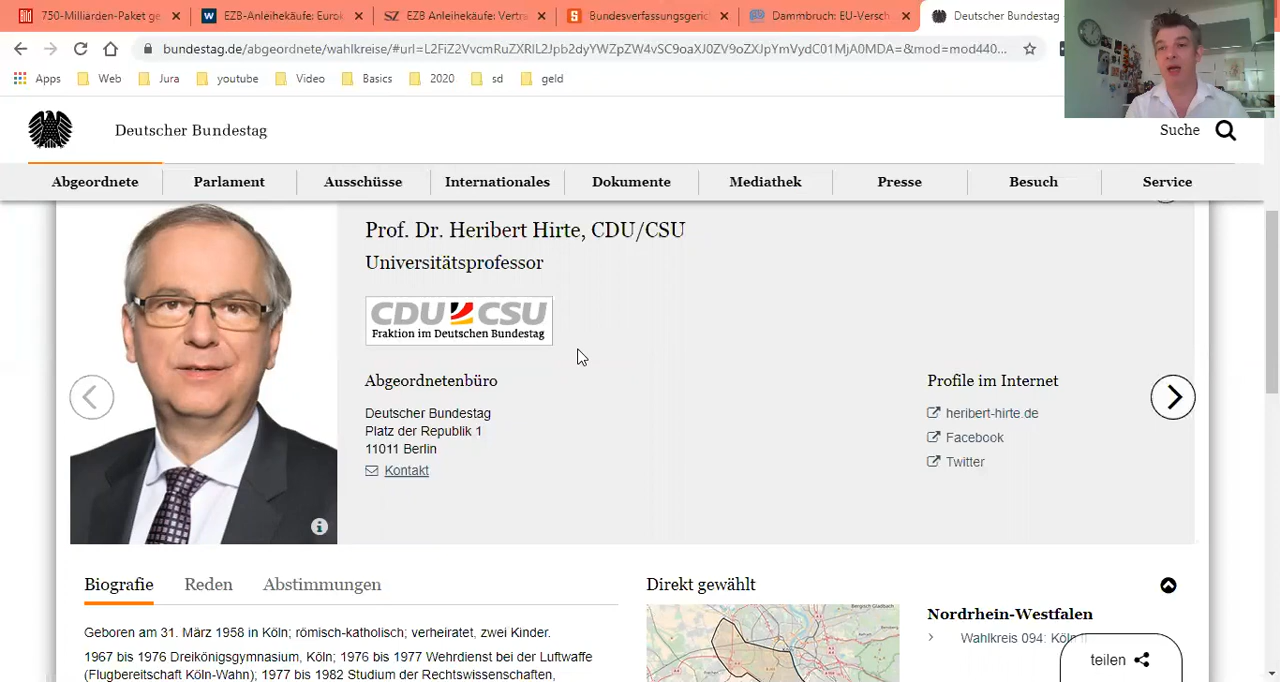 750-Milliarden-Paket ge
EZB-Anleihekäufe: Eurok
EZB Anleihekäufe: Vertra
Bundesverfassungsgeric
Dammbruch: EU-Versch
Deutscher Bundestag
bundestag.de/abgeordnete/wahlkreise/#url=L2FiZ2VvcmRuZXRlL2Jpb2dyYWZpZW4vSC9oaXJ0ZV9oZXJpYmVydC01MjA0MDA=&mod=mod440...
Apps Web Jura youtube Video Basics 2020 sd geld
Deutscher Bundestag
Suche
Abgeordnete Parlament Ausschüsse Internationales Dokumente Mediathek Presse Besuch Service
Prof. Dr. Heribert Hirte, CDU/CSU
Universitätsprofessor
CDU CSU
Fraktion im Deutschen Bundestag
Abgeordnetenbüro
Deutscher Bundestag
Platz der Republik 1
11011 Berlin
Kontakt
Profile im Internet
heribert-hirte.de
Facebook
Twitter
Biografie Reden Abstimmungen
Geboren am 31. März 1958 in Köln; römisch-katholisch; verheiratet, zwei Kinder.
1967 bis 1976 Dreikönigsgymnasium, Köln; 1976 bis 1977 Wehrdienst bei der Luftwaffe
(Flugbereitschaft Köln-Wahn); 1977 bis 1982 Studium der Rechtswissenschaften,
Direkt gewählt
Bergisch Gladbach
Nordrhein-Westfalen
Wahlkreis 094: Köln II
teilen